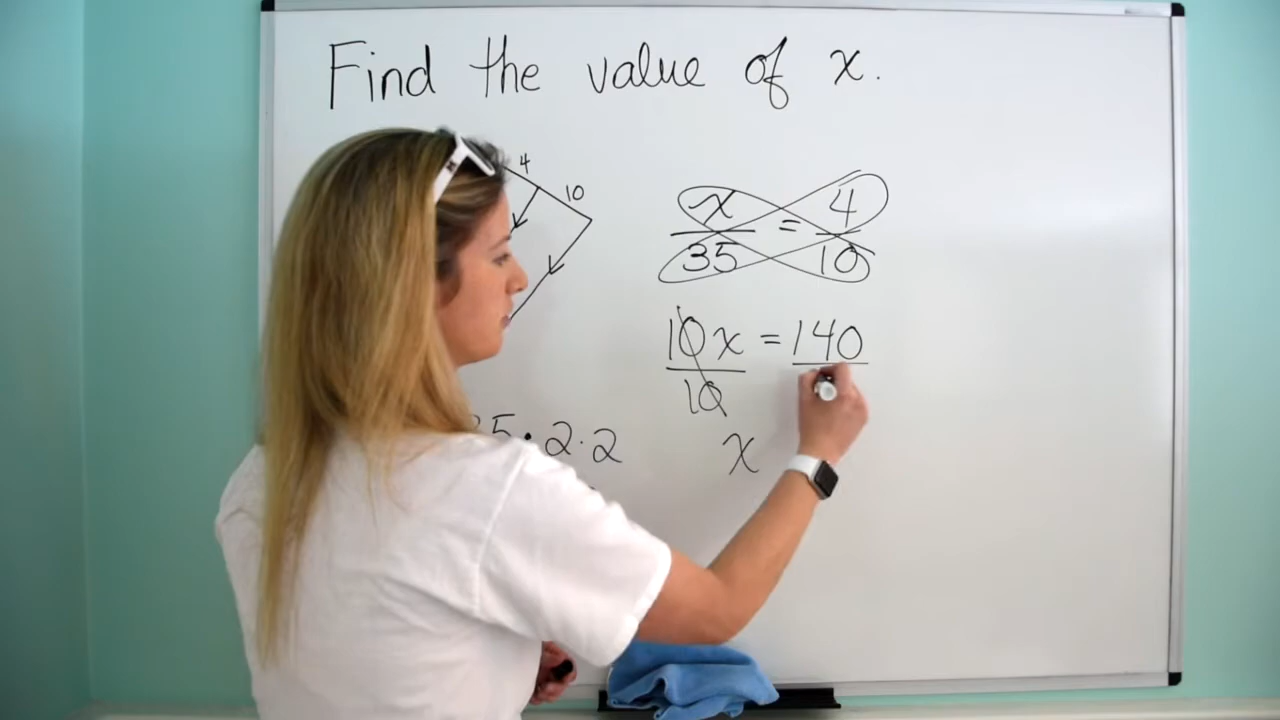 Find the value of x.
4
10
x/35 = 4/10
10x/10 = 140
5 · 2 · 2
x